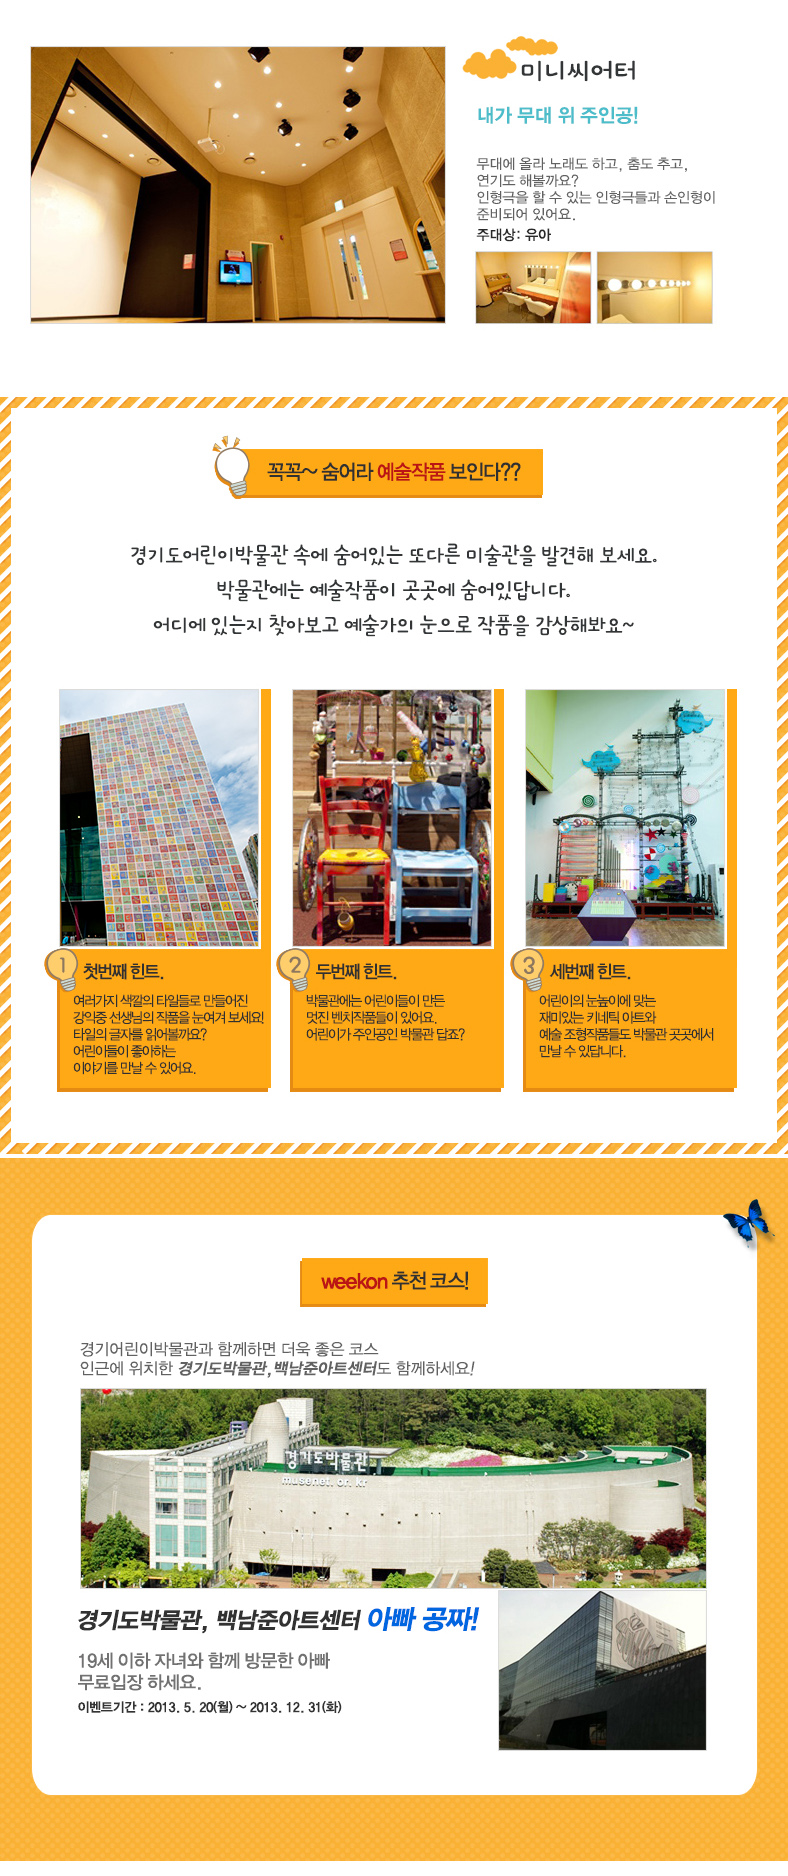 미니씨어터
내가 무대 위 주인공!
무대에 올라 노래도 하고, 춤도 추고,
연기도 해볼까요?
인형극을 할 수 있는 인형극들과 손인형이
준비되어 있어요.
주대상: 유아
꼭꼭~ 숨어라 예술작품 보인다??
경기도어린이박물관 속에 숨어있는 또다른 미술관을 발견해 보세요.
박물관에는 예술작품이 곳곳에 숨어있답니다.
어디에 있는지 찾아보고 예술가의 눈으로 작품을 감상해봐요~
1 첫번째 힌트.
여러가지 색깔의 타일들로 만들어진
강익중 선생님의 작품을 눈여겨 보세요!
타일의 글자를 읽어볼까요?
어린이들이 좋아하는
이야기를 만날 수 있어요.
2 두번째 힌트.
박물관에는 어린이들이 만든
멋진 벤치작품들이 있어요.
어린이가 주인공인 박물관 답죠?
3 세번째 힌트.
어린이의 눈높이에 맞는
재미있는 키네틱 아트와
예술 조형작품들도 박물관 곳곳에서
만날 수 있답니다.
weekon 추천 코스!
경기어린이박물관과 함께하면 더욱 좋은 코스
인근에 위치한 경기도박물관, 백남준아트센터도 함께하세요!
경기도박물관
musenet.or.kr
경기도박물관, 백남준아트센터 아빠 공짜!
19세 이하 자녀와 함께 방문한 아빠
무료입장 하세요.
이벤트기간 : 2013. 5. 20(월) ~ 2013. 12. 31(화)